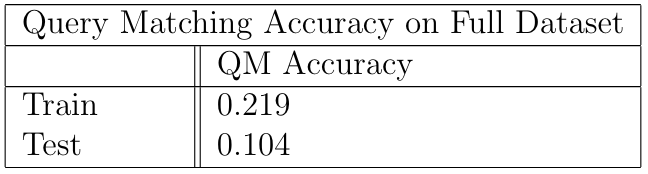 Query Matching Accuracy on Full Dataset
QM Accuracy
Train 0.219
Test 0.104